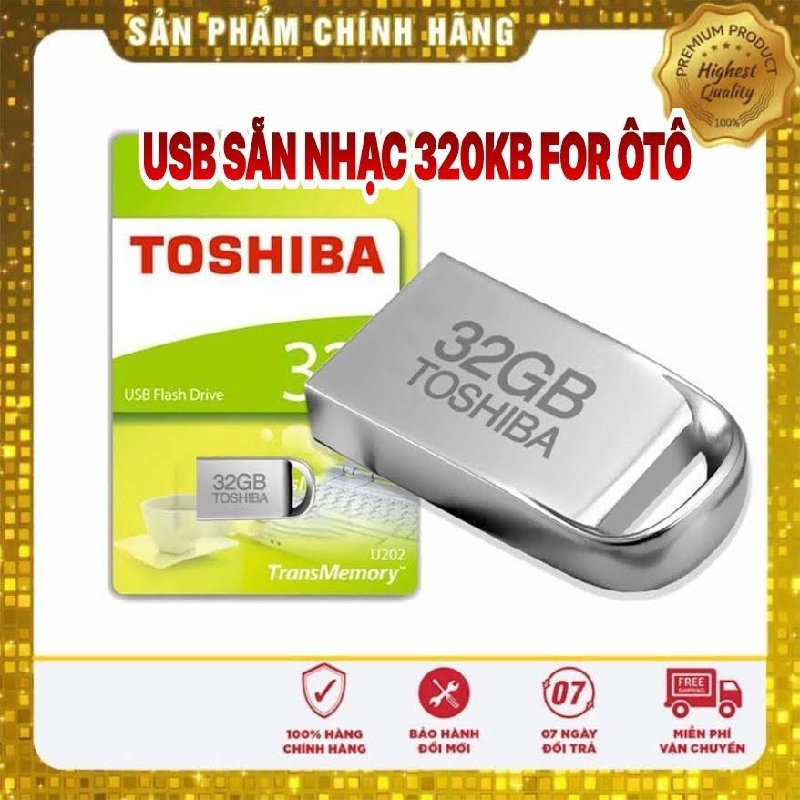 SẢN PHẨM CHÍNH HÃNG
PREMIUM PRODUCT
Highest
Quality
100%
USB SẴN NHẠC 320KB FOR ÔTÔ
TOSHIBA
USB Flash Drive
32GB
TOSHIBA
32GB
TOSHIBA
U202
TransMemory™
100% HÀNG
CHÍNH HÃNG
BẢO HÀNH
ĐỔI MỚI
07
07 NGÀY
ĐỔI TRẢ
FREE
SHIPPING
MIỄN PHÍ
VẬN CHUYỂN